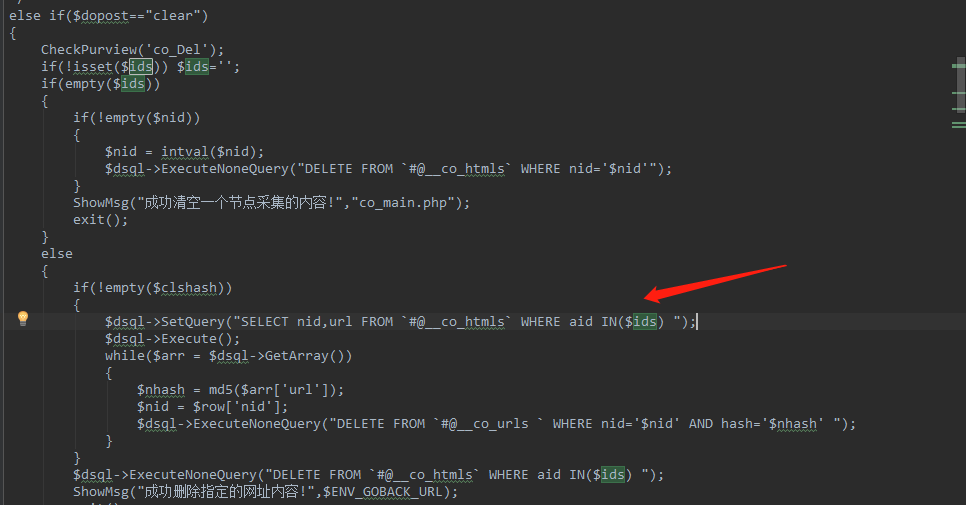 else if($dopost=="clear")
{
CheckPurview('co_Del');
if(!isset($ids)) $ids='';
if(empty($ids))
{
if(!empty($nid))
{
$nid = intval($nid);
$dsql->ExecuteNoneQuery("DELETE FROM `#@__co_htmls` WHERE nid='$nid'");
}
ShowMsg("成功清空一个节点采集的内容!","co_main.php");
exit();
}
else
{
if(!empty($clshash))
{
$dsql->SetQuery("SELECT nid,url FROM `#@__co_htmls` WHERE aid IN($ids) ");
$dsql->Execute();
while($arr = $dsql->GetArray())
{
$nhash = md5($arr['url']);
$nid = $row['nid'];
$dsql->ExecuteNoneQuery("DELETE FROM `#@__co_urls ` WHERE nid='$nid' AND hash='$nhash' ");
}
}
$dsql->ExecuteNoneQuery("DELETE FROM `#@__co_htmls` WHERE aid IN($ids) ");
ShowMsg("成功删除指定的网址内容!",$ENV_GOBACK_URL);